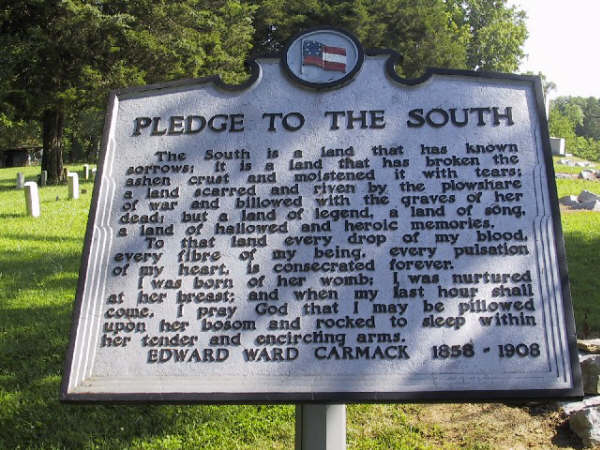 PLEDGE TO THE SOUTH
The South is a land that has known
sorrows; it is a land that has broken the
ashen crust and moistened it with tears;
a land scarred and riven by the plowshare
of war and billowed with the graves of her
dead; but a land of legend, a land of song,
a land of hallowed and heroic memories.
To that land every drop of my blood,
every fibre of my being, every pulsation
of my heart, is consecrated forever.
I was born of her womb; I was nurtured
at her breast; and when my last hour shall
come, I pray God that I may be pillowed
upon her bosom and rocked to sleep within
her tender and encircling arms.
EDWARD WARD CARMACK 1858 - 1908